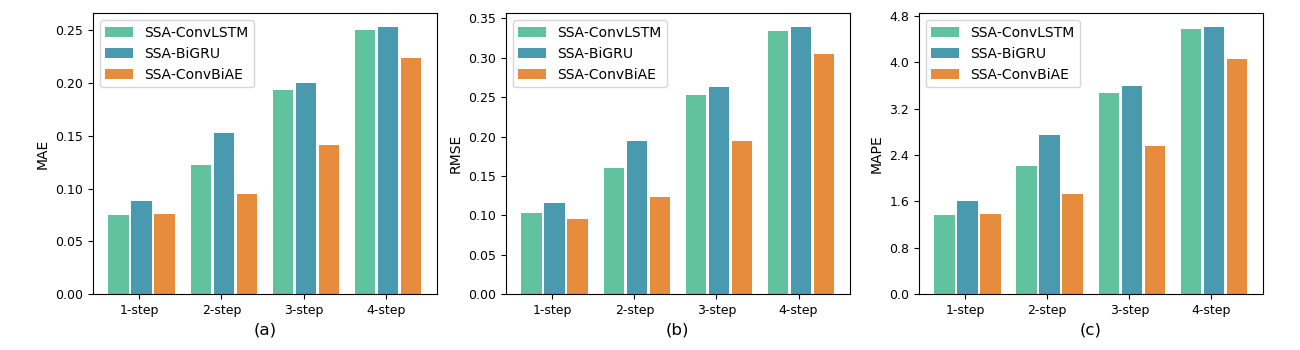 SSA-ConvLSTM
SSA-BiGRU
SSA-ConvBiAE
MAE
0.25
0.20
0.15
0.10
0.05
0.00
1-step 2-step 3-step 4-step
(a)
SSA-ConvLSTM
SSA-BiGRU
SSA-ConvBiAE
RMSE
0.35
0.30
0.25
0.20
0.15
0.10
0.05
0.00
1-step 2-step 3-step 4-step
(b)
SSA-ConvLSTM
SSA-BiGRU
SSA-ConvBiAE
MAPE
4.8
4.0
3.2
2.4
1.6
0.8
0.0
1-step 2-step 3-step 4-step
(c)